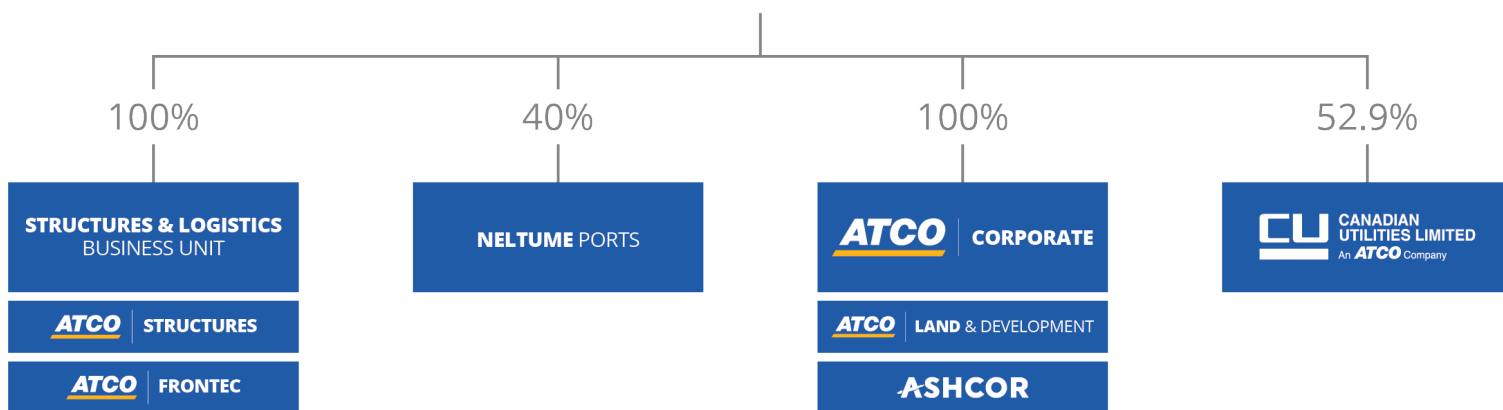 100%
40%
100%
52.9%
STRUCTURES & LOGISTICS
BUSINESS UNIT
ATCO STRUCTURES
ATCO FRONTEC
NELTUME PORTS
ATCO CORPORATE
ATCO LAND & DEVELOPMENT
ASHCOR
CU CANADIAN
UTILITIES LIMITED
An ATCO Company